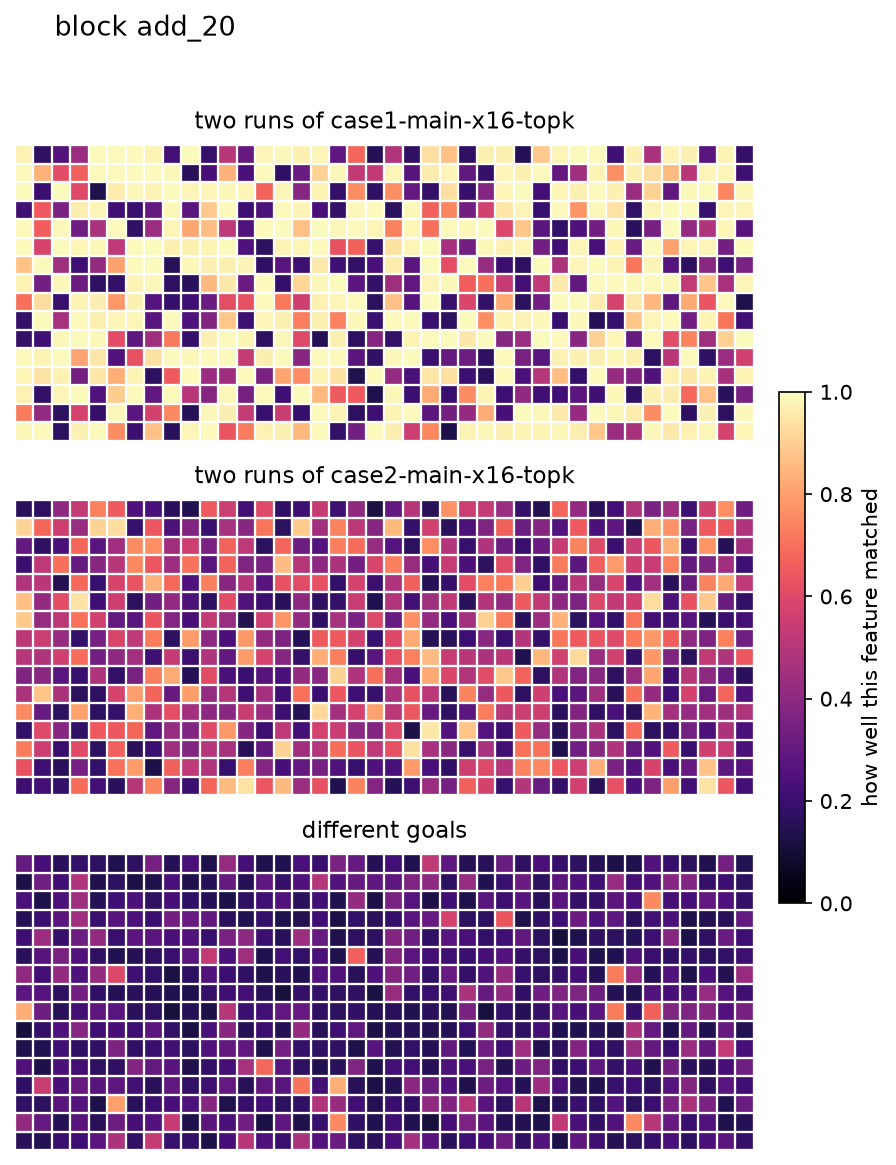 block add_20
two runs of case1-main-x16-topk
two runs of case2-main-x16-topk
different goals
1.0
0.8
0.6
0.4
0.2
0.0
how well this feature matched